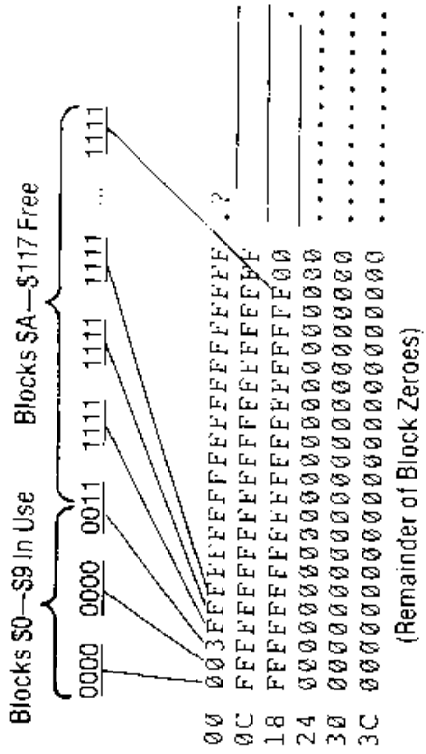 Blocks $0—$9 In Use Blocks $A—$117 Free
0000 0000 0011 1111 1111 1111 ... 1111
00 003FFFFFFFFFFFFFFFFFFFFF .?
0C FFFFFFFFFFFFFFFFFFFFFFFF
18 FFFFFFFFFFFFFFFFFFFFFF00 .
24 000000000000000000000000 ............
30 000000000000000000000000 ............
3C 000000000000000000000000 ............
(Remainder of Block Zeroes)